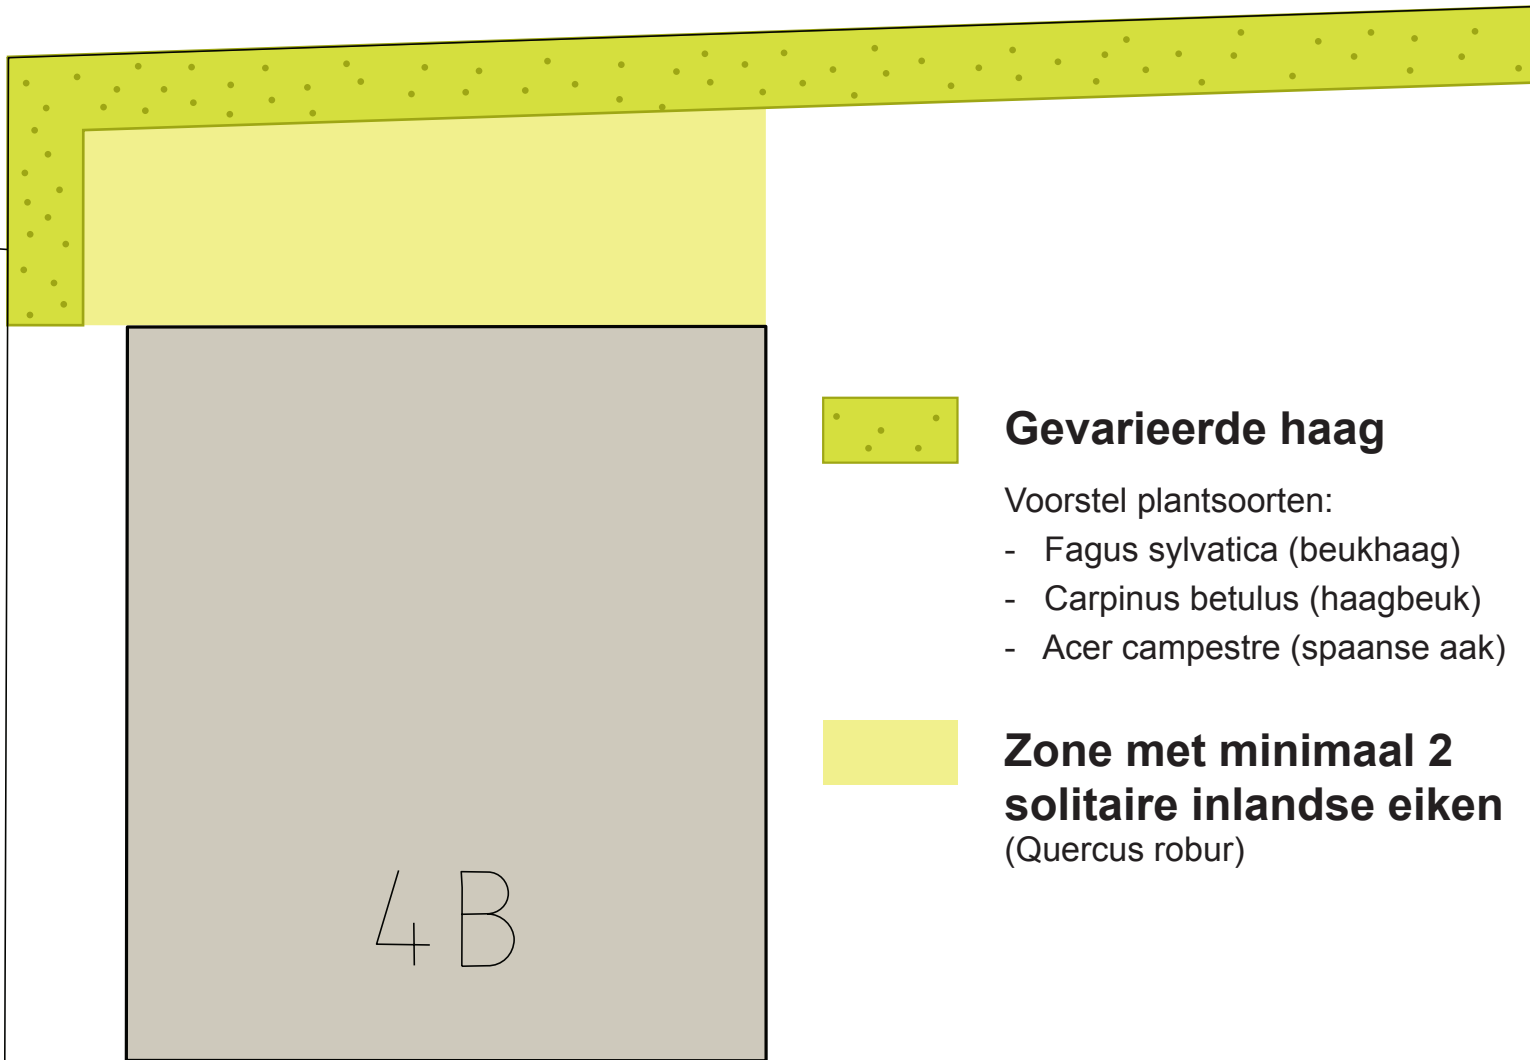 Gevarieerde haag
Voorstel plantsoorten:
- Fagus sylvatica (beukhaag)
- Carpinus betulus (haagbeuk)
- Acer campestre (spaanse aak)
Zone met minimaal 2
solitaire inlandse eiken
(Quercus robur)
4B